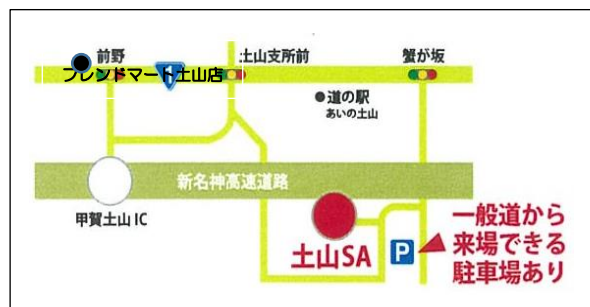 前野
土山支所前
蟹が坂
フレンドマート土山店
1
道の駅
あいの土山
新名神高速道路
甲賀土山IC
土山SA
P
一般道から
来場できる
駐車場あり